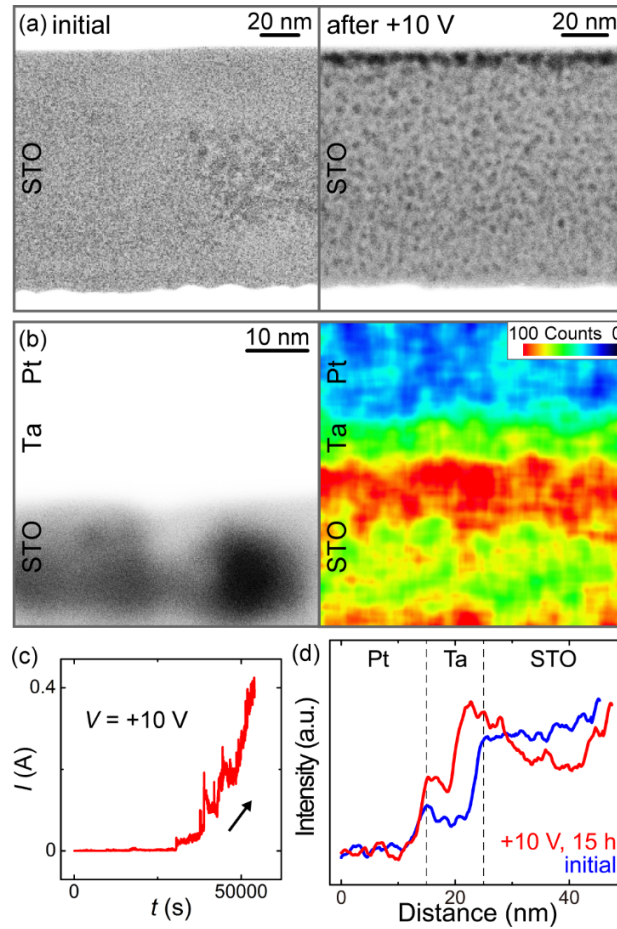 (a) initial
20 nm
STO
after +10 V
20 nm
STO
(b)
10 nm
Pt
Ta
STO
100 Counts 0
Pt
Ta
STO
(c)
V = +10 V
I (A)
0.4
0
0
50000
t (s)
(d)
Pt
Ta
STO
Intensity (a.u.)
+10 V, 15 h
initial
0
20
40
Distance (nm)